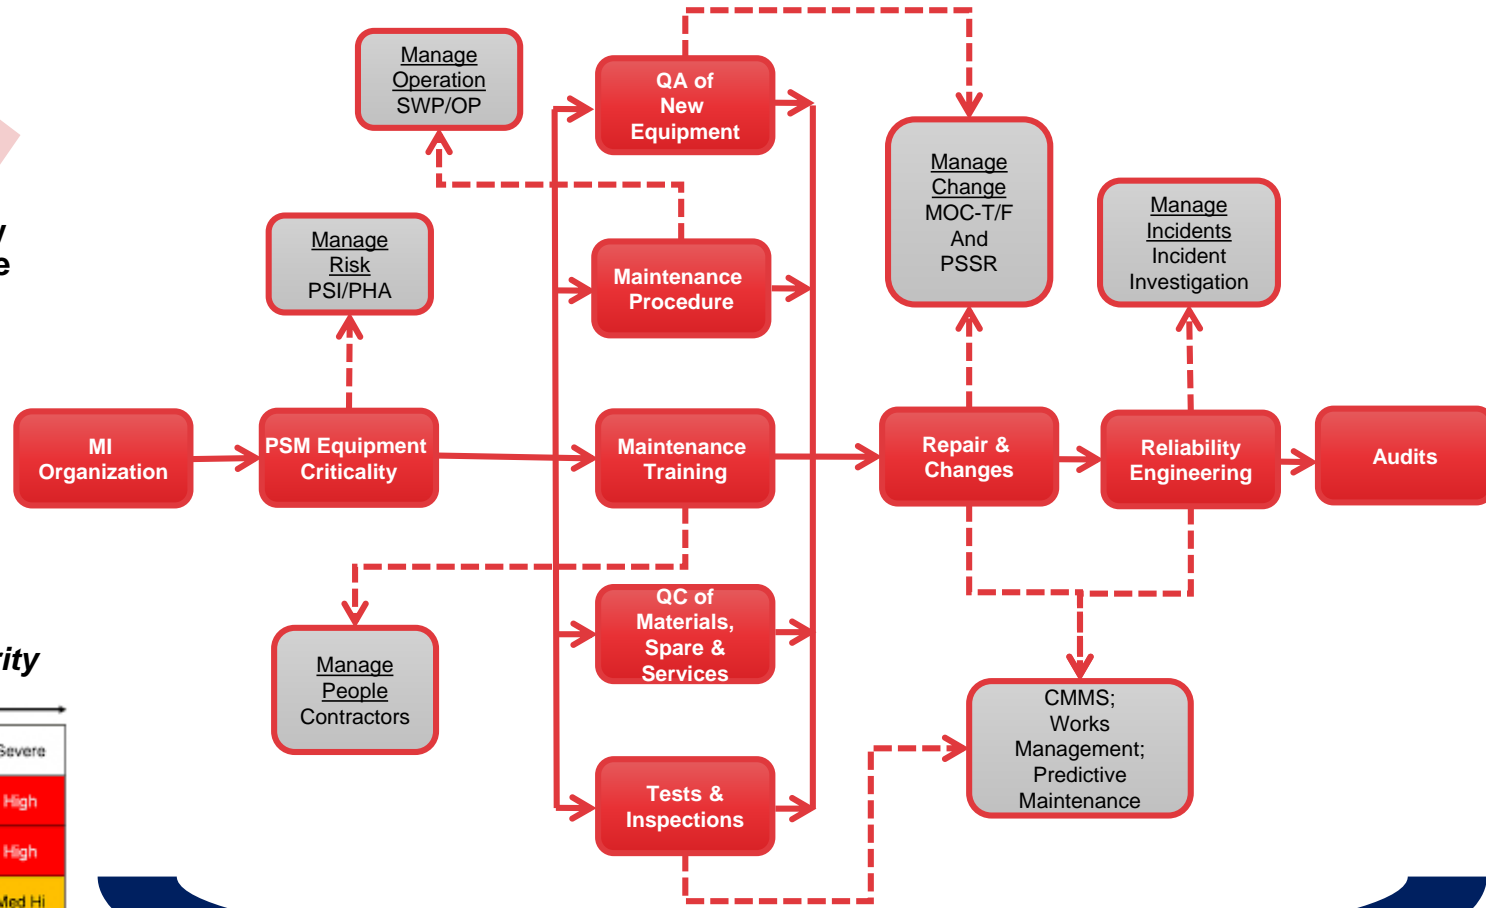 Manage
Operation
SWP/OP
QA of
New
Equipment
Manage
Change
MOC-T/F
And
PSSR
Manage
Incidents
Incident
Investigation
Manage
Risk
PSI/PHA
Maintenance
Procedure
MI
Organization
PSM Equipment
Criticality
Maintenance
Training
Repair &
Changes
Reliability
Engineering
Audits
QC of
Materials,
Spare &
Services
Manage
People
Contractors
CMMS;
Works
Management;
Predictive
Maintenance
Tests &
Inspections
Severe
High
High
Med Hi